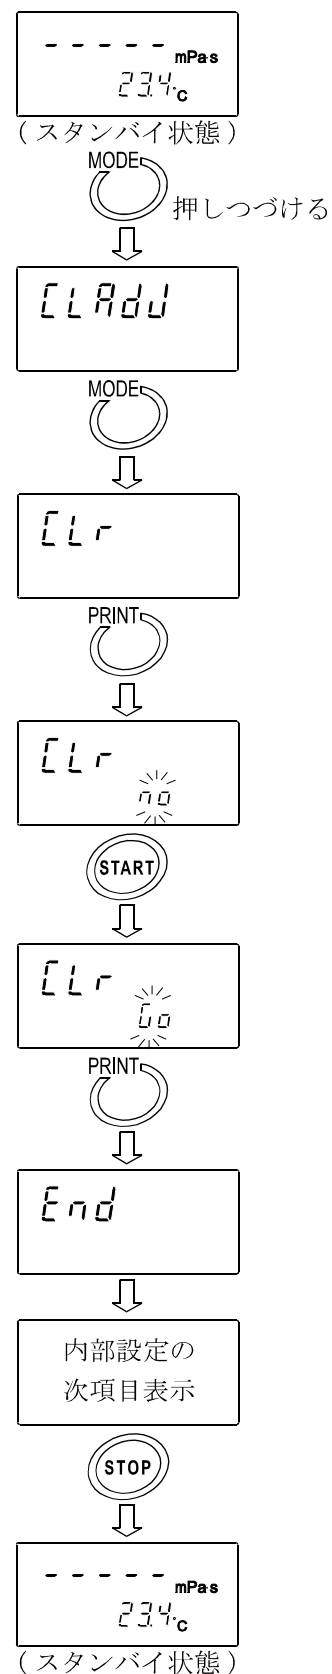 - - - - - mPa·s
23.4°C
(スタンバイ状態)
MODE
押しつづける
CLAdJ
MODE
CLr
PRINT
CLr
no
START
CLr
Go
PRINT
End
内部設定の
次項目表示
STOP
- - - - - mPa·s
23.4°C
(スタンバイ状態)